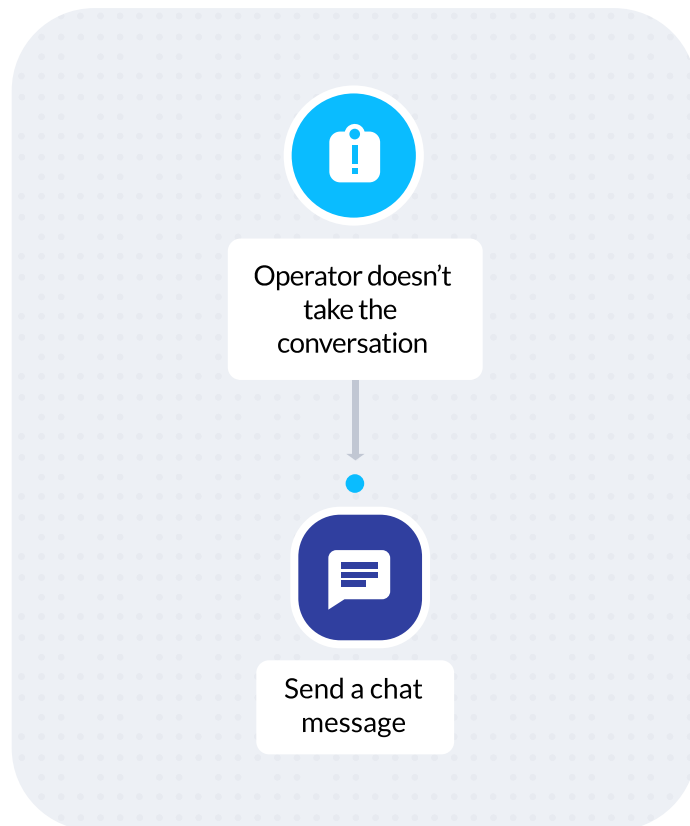 Operator doesn’t
take the
conversation
Send a chat
message